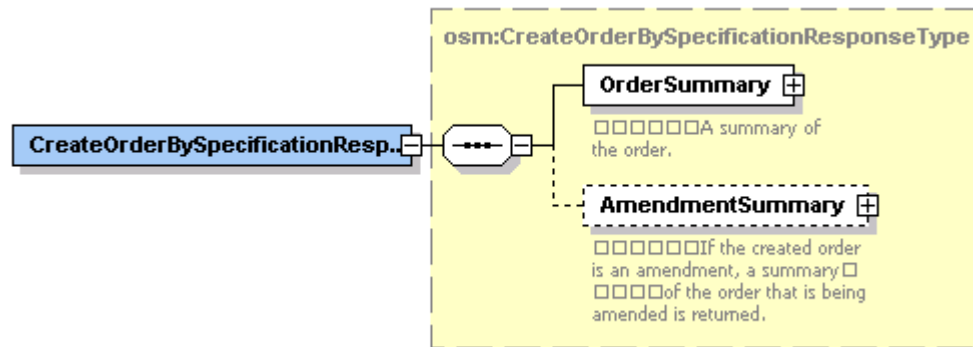 osm:CreateOrderBySpecificationResponseType
OrderSummary
□□□□□□A summary of
the order.
CreateOrderBySpecificationResp..
AmendmentSummary
□□□□□□If the created order
is an amendment, a summary□
□□□□of the order that is being
amended is returned.